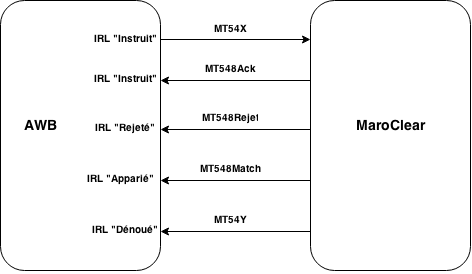 IRL "Instruit"
MT54X
IRL "Instruit"
MT548Ack
AWB
IRL "Rejeté"
MT548Rejet
MaroClear
IRL "Apparié"
MT548Match
IRL "Dénoué"
MT54Y